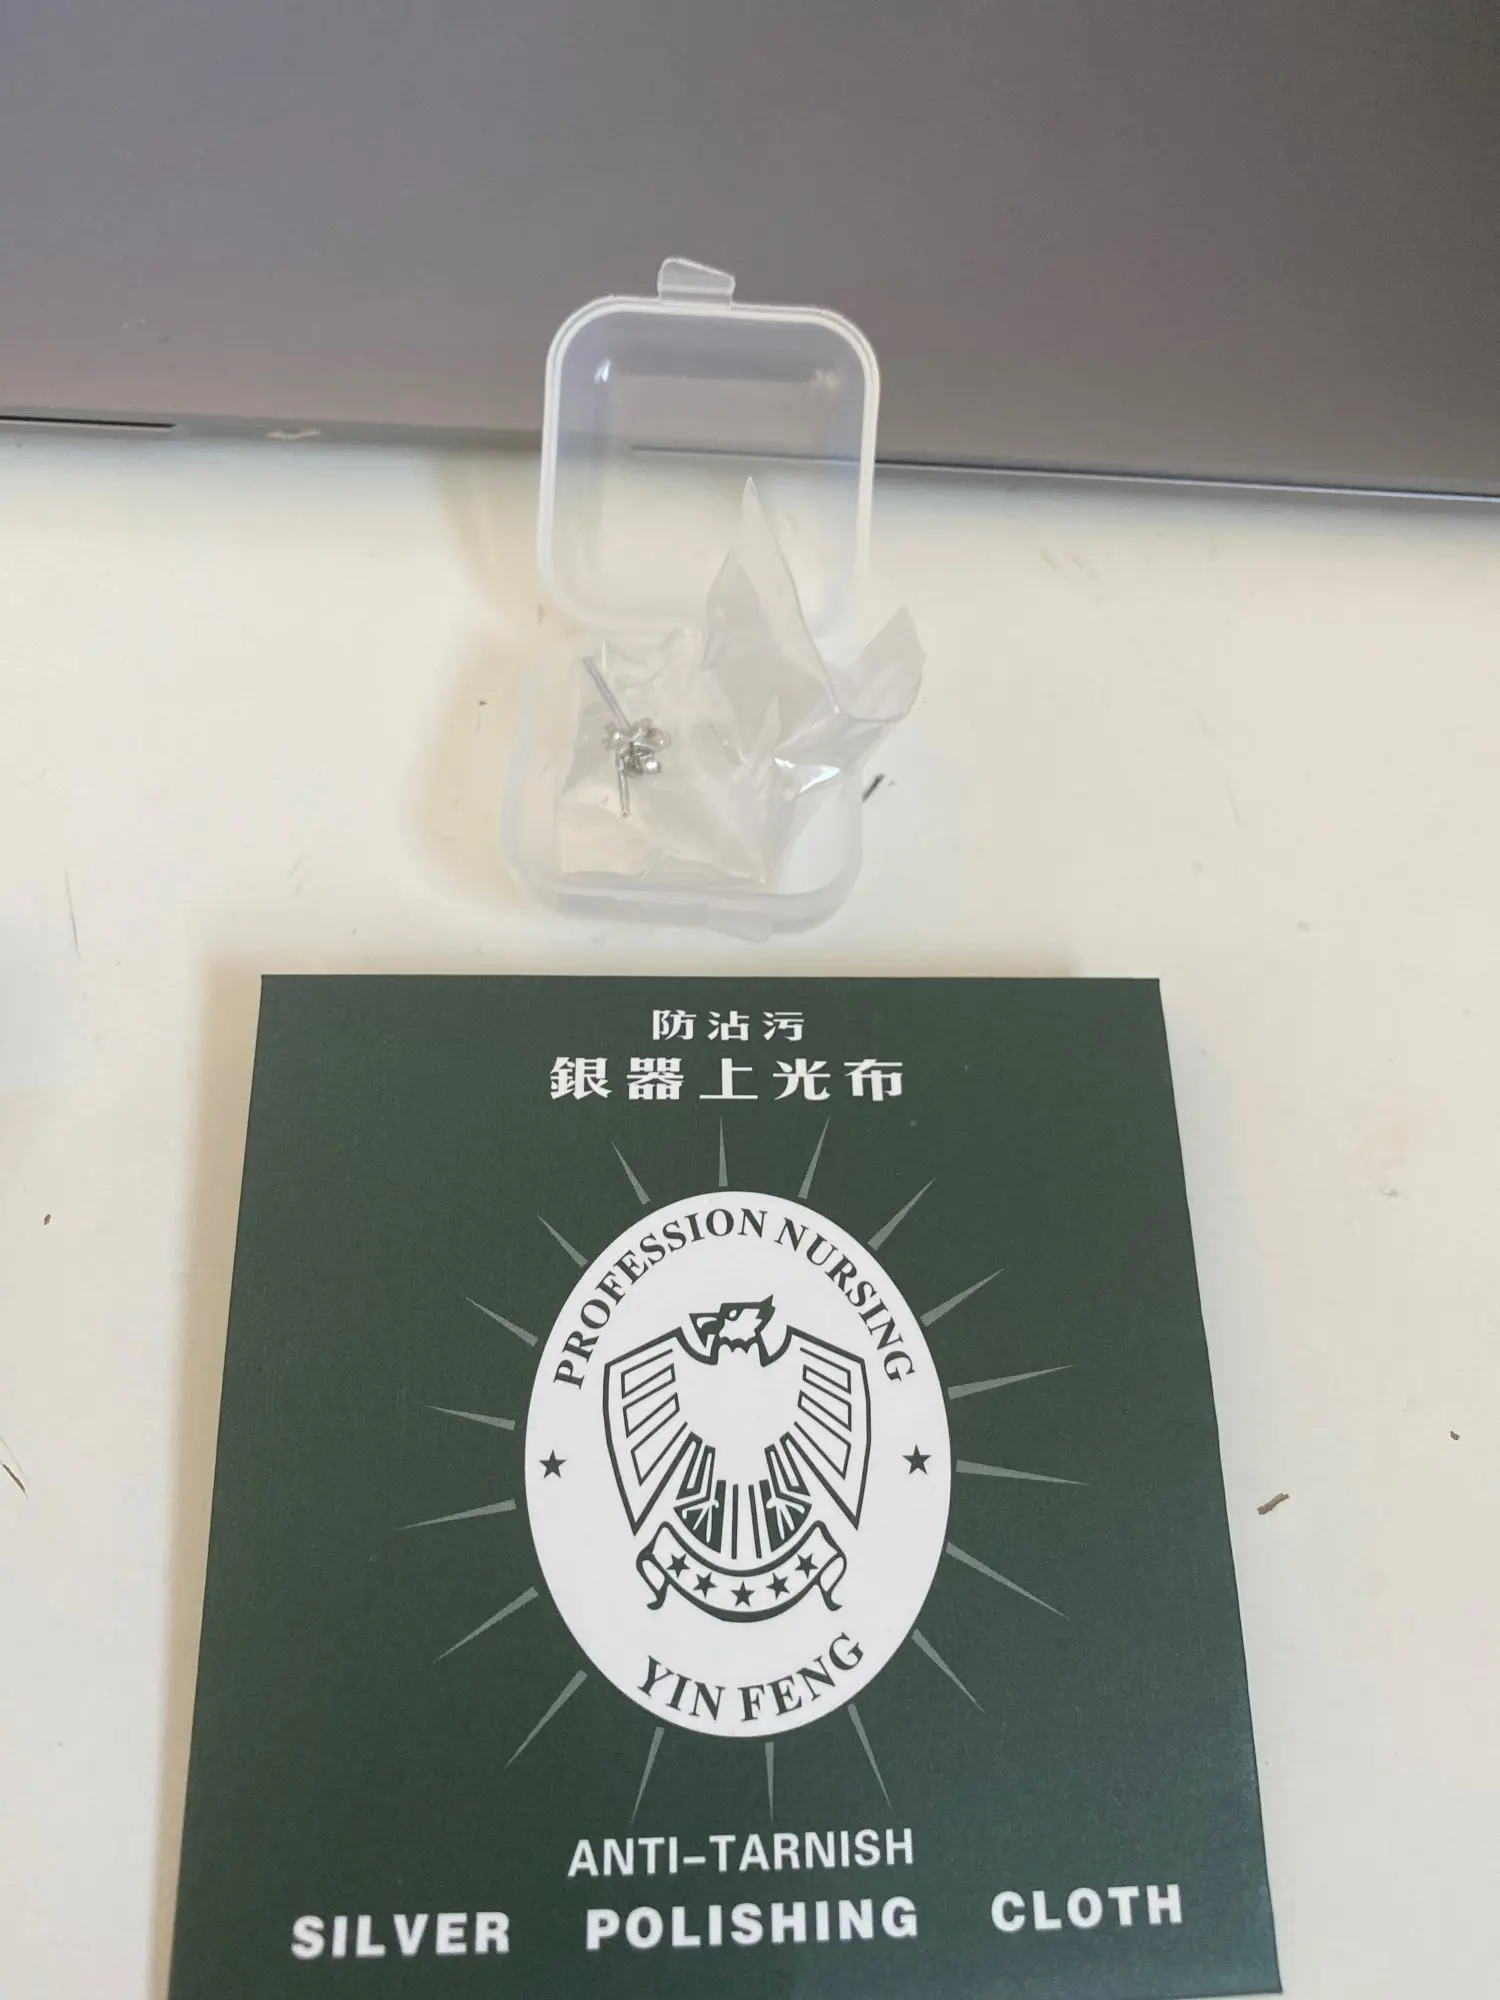 防沾污
銀器上光布
PROFESSION NURSING
YIN FENG
ANTI-TARNISH
SILVER POLISHING CLOTH